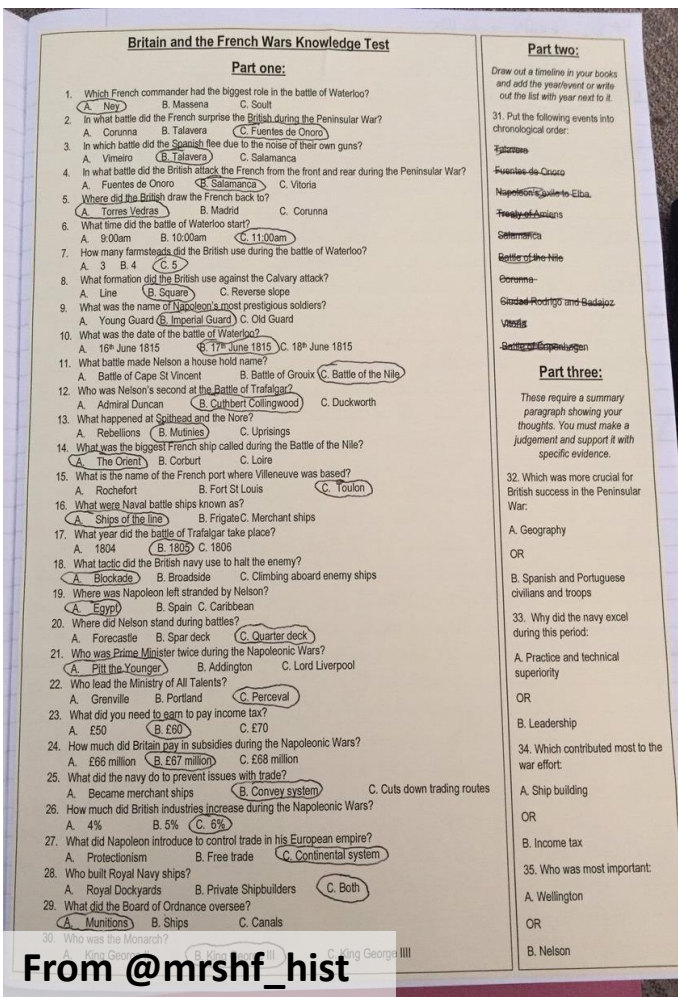 Britain and the French Wars Knowledge Test
Part one:
1. Which French commander had the biggest role in the battle of Waterloo?
A. Ney B. Massena C. Soult
2. In what battle did the French surprise the British during the Peninsular War?
A. Corunna B. Talavera C. Fuentes de Onoro
3. In which battle did the Spanish flee due to the noise of their own guns?
A. Vimeiro B. Talavera C. Salamanca
4. In what battle did the British attack the French from the front and rear during the Peninsular War?
A. Fuentes de Onoro B. Salamanca C. Vitoria
5. Where did the British draw the French back to?
A. Torres Vedras B. Madrid C. Corunna
6. What time did the battle of Waterloo start?
A. 9:00am B. 10:00am C. 11:00am
7. How many farmsteads did the British use during the battle of Waterloo?
A. 3 B. 4 C. 5
8. What formation did the British use against the Calvary attack?
A. Line B. Square C. Reverse slope
9. What was the name of Napoleon's most prestigious soldiers?
A. Young Guard B. Imperial Guard C. Old Guard
10. What was the date of the battle of Waterloo?
A. 16th June 1815 B. 17th June 1815 C. 18th June 1815
11. What battle made Nelson a house hold name?
A. Battle of Cape St Vincent B. Battle of Grouix C. Battle of the Nile
12. Who was Nelson's second at the Battle of Trafalgar?
A. Admiral Duncan B. Cuthbert Collingwood C. Duckworth
13. What happened at Spithead and the Nore?
A. Rebellions B. Mutinies C. Uprisings
14. What was the biggest French ship called during the Battle of the Nile?
A. The Orient B. Corburt C. Loire
15. What is the name of the French port where Villeneuve was based?
A. Rochefort B. Fort St Louis C. Toulon
16. What were Naval battle ships known as?
A. Ships of the line B. Frigate C. Merchant ships
17. What year did the battle of Trafalgar take place?
A. 1804 B. 1805 C. 1806
18. What tactic did the British navy use to halt the enemy?
A. Blockade B. Broadside C. Climbing aboard enemy ships
19. Where was Napoleon left stranded by Nelson?
A. Egypt B. Spain C. Caribbean
20. Where did Nelson stand during battles?
A. Forecastle B. Spar deck C. Quarter deck
21. Who was Prime Minister twice during the Napoleonic Wars?
A. Pitt the Younger B. Addington C. Lord Liverpool
22. Who lead the Ministry of All Talents?
A. Grenville B. Portland C. Perceval
23. What did you need to earn to pay income tax?
A. £50 B. £60 C. £70
24. How much did Britain pay in subsidies during the Napoleonic Wars?
A. £66 million B. £67 million C. £68 million
25. What did the navy do to prevent issues with trade?
A. Became merchant ships B. Convey system C. Cuts down trading routes
26. How much did British industries increase during the Napoleonic Wars?
A. 4% B. 5% C. 6%
27. What did Napoleon introduce to control trade in his European empire?
A. Protectionism B. Free trade C. Continental system
28. Who built Royal Navy ships?
A. Royal Dockyards B. Private Shipbuilders C. Both
29. What did the Board of Ordnance oversee?
A. Munitions B. Ships C. Canals
30. Who was the Monarch?
A. King George B. King George III C. King George IIII
Part two:
Draw out a timeline in your books
and add the year/event or write
out the list with year next to it.
31. Put the following events into
chronological order:
Talavera
Fuentes de Onoro
Napoleon's exile to Elba
Treaty of Amiens
Salamanca
Battle of the Nile
Corunna
Ciudad Rodrigo and Badajoz
Vitoria
Battle of Copenhagen
Part three:
These require a summary
paragraph showing your
thoughts. You must make a
judgement and support it with
specific evidence.
32. Which was more crucial for
British success in the Peninsular
War:
A. Geography
OR
B. Spanish and Portuguese
civilians and troops
33. Why did the navy excel
during this period:
A. Practice and technical
superiority
OR
B. Leadership
34. Which contributed most to the
war effort:
A. Ship building
OR
B. Income tax
35. Who was most important:
A. Wellington
OR
B. Nelson
From @mrshf_hist